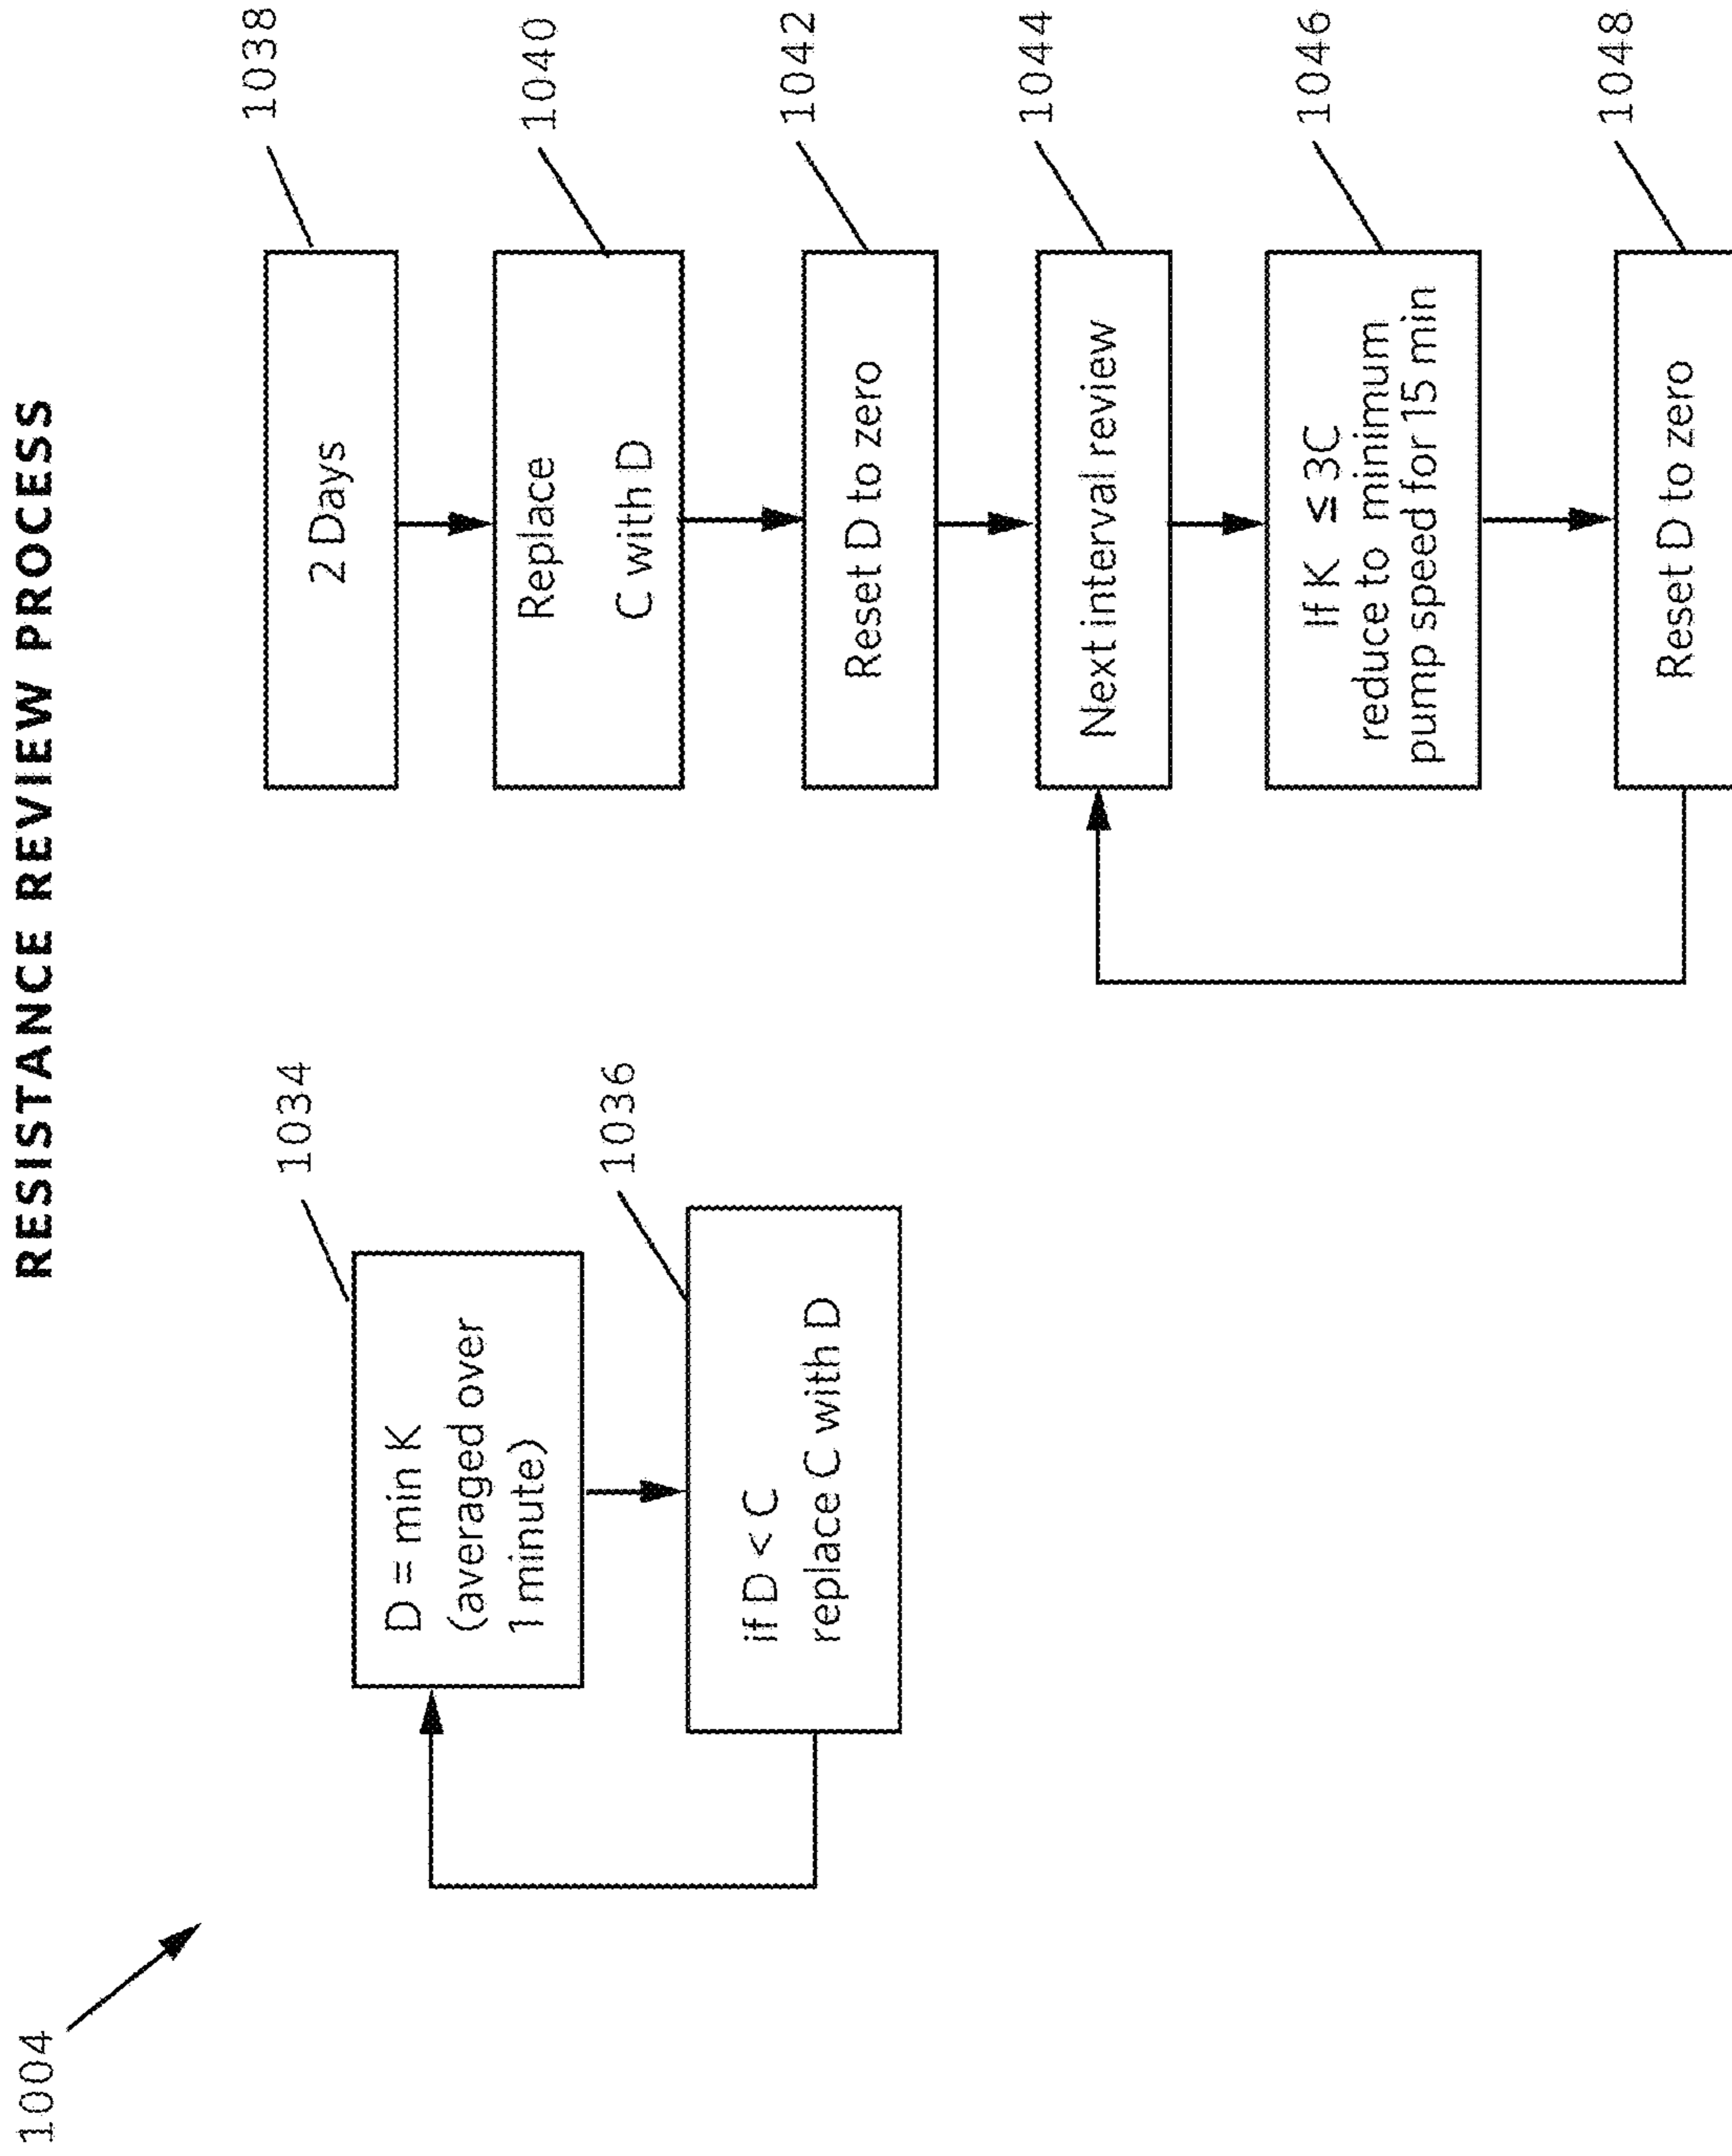 RESISTANCE REVIEW PROCESS
1004
1034
D = min K
(averaged over
1 minute)
1036
if D < C
replace C with D
1038
2 Days
1040
Replace
C with D
1042
Reset D to zero
1044
Next interval review
1046
If K ≤ 3C
reduce to minimum
pump speed for 15 min
1048
Reset D to zero